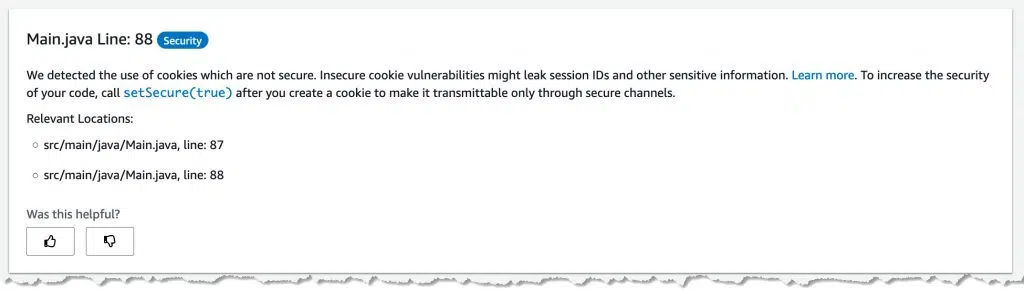 Main.java Line: 88 Security
We detected the use of cookies which are not secure. Insecure cookie vulnerabilities might leak session IDs and other sensitive information. Learn more. To increase the security
of your code, call setSecure(true) after you create a cookie to make it transmittable only through secure channels.
Relevant Locations:
src/main/java/Main.java, line: 87
src/main/java/Main.java, line: 88
Was this helpful?